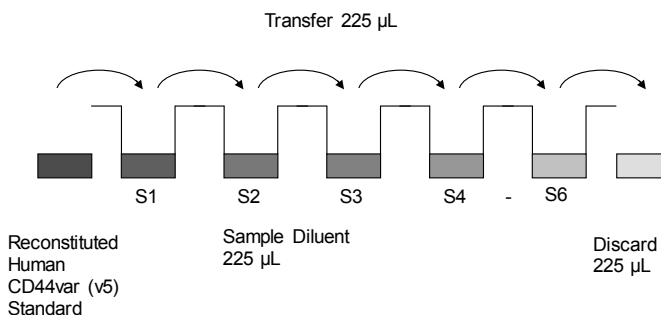 Transfer 225 µL
S1 S2 S3 S4 - S6
Reconstituted
Human
CD44var (v5)
Standard
Sample Diluent
225 µL
Discard
225 µL